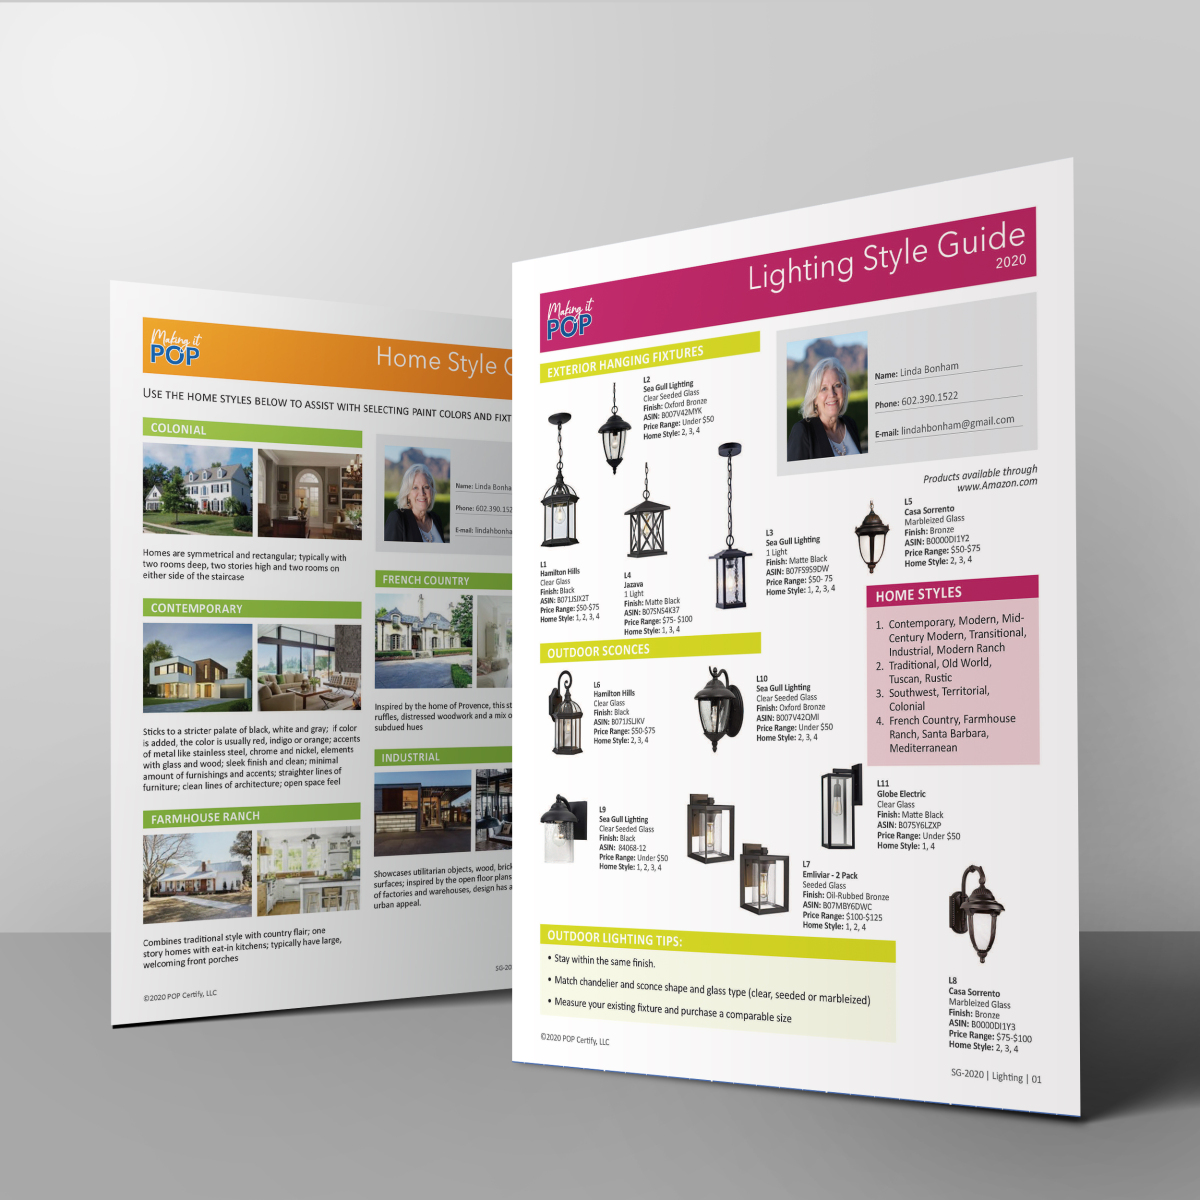 Making it
POP
Home Style
USE THE HOME STYLES BELOW TO ASSIST WITH SELECTING PAINT COLORS AND
COLONIAL
Homes are symmetrical and rectangular; typically with
two rooms deep, two stories high and two rooms on
either side of the staircase
CONTEMPORARY
Sticks to a stricter palate of black, white and gray; if color
is added, the color is usually red, indigo or orange; accents
of metal like stainless steel, chrome and nickel, elements
with glass and wood; sleek finish and clean; minimal
amount of furnishings and accents; straighter lines of
furniture; clean lines of architecture; open space feel
FARMHOUSE RANCH
Combines traditional style with country flair; one
story homes with eat-in kitchens; typically have large,
welcoming front porches
©2020 POP Certify, LLC
Name: Linda
Phone:
E-mail:
FRENCH COUNTRY
Inspired by the home of Provence, this
ruffles, distressed woodwork and a mix
subdued hues
INDUSTRIAL
Showcases utilitarian objects, wood,
surfaces; inspired by the open floor
of factories and warehouses, design has
urban appeal.
Making it
POP
Lighting Style Guide
2020
EXTERIOR HANGING FIXTURES
Name: Linda Bonham
Phone: 602.390.1522
E-mail: lindahbonham@gmail.com
Products available through
www.Amazon.com
L2
Sea Gull Lighting
Clear Seeded Glass
Finish: Oxford Bronze
ASIN: B007V42MYK
Price Range: Under $50
Home Style: 2, 3, 4
L1
Hamilton Hills
Clear Glass
Finish: Black
ASIN: B071JSJX2T
Price Range: $50-$75
Home Style: 1, 2, 3, 4
L4
Jazava
1 Light
Finish: Matte Black
ASIN: B075NS4K37
Price Range: $75- $100
Home Style: 1, 3, 4
L3
Sea Gull Lighting
1 Light
Finish: Matte Black
ASIN: B07FS9S9DW
Price Range: $50- 75
Home Style: 1, 2, 3, 4
L5
Casa Sorrento
Marbleized Glass
Finish: Bronze
ASIN: B0000DI1Y2
Price Range: $50-$75
Home Style: 2, 3, 4
HOME STYLES
1. Contemporary, Modern, Mid-
Century Modern, Transitional,
Industrial, Modern Ranch
2. Traditional, Old World,
Tuscan, Rustic
3. Southwest, Territorial,
Colonial
4. French Country, Farmhouse
Ranch, Santa Barbara,
Mediterranean
OUTDOOR SCONCES
L6
Hamilton Hills
Clear Glass
Finish: Black
ASIN: B071JSLJKV
Price Range: $50-$75
Home Style: 2, 3, 4
L10
Sea Gull Lighting
Clear Seeded Glass
Finish: Oxford Bronze
ASIN: B007V42QMI
Price Range: Under $50
Home Style: 2, 3, 4
L9
Sea Gull Lighting
Clear Seeded Glass
Finish: Black
ASIN: 84068-12
Price Range: Under $50
Home Style: 1, 2, 3, 4
L11
Globe Electric
Clear Glass
Finish: Matte Black
ASIN: B075Y6LZXP
Price Range: Under $50
Home Style: 1, 4
L7
Emliviar - 2 Pack
Seeded Glass
Finish: Oil-Rubbed Bronze
ASIN: B07MBY6DWC
Price Range: $100-$125
Home Style: 1, 2, 4
L8
Casa Sorrento
Marbleized Glass
Finish: Bronze
ASIN: B0000DI1Y3
Price Range: $75-$100
Home Style: 2, 3, 4
OUTDOOR LIGHTING TIPS:
• Stay within the same finish.
• Match chandelier and sconce shape and glass type (clear, seeded or marbleized)
• Measure your existing fixture and purchase a comparable size
©2020 POP Certify, LLC
SG-2020 | Lighting | 01